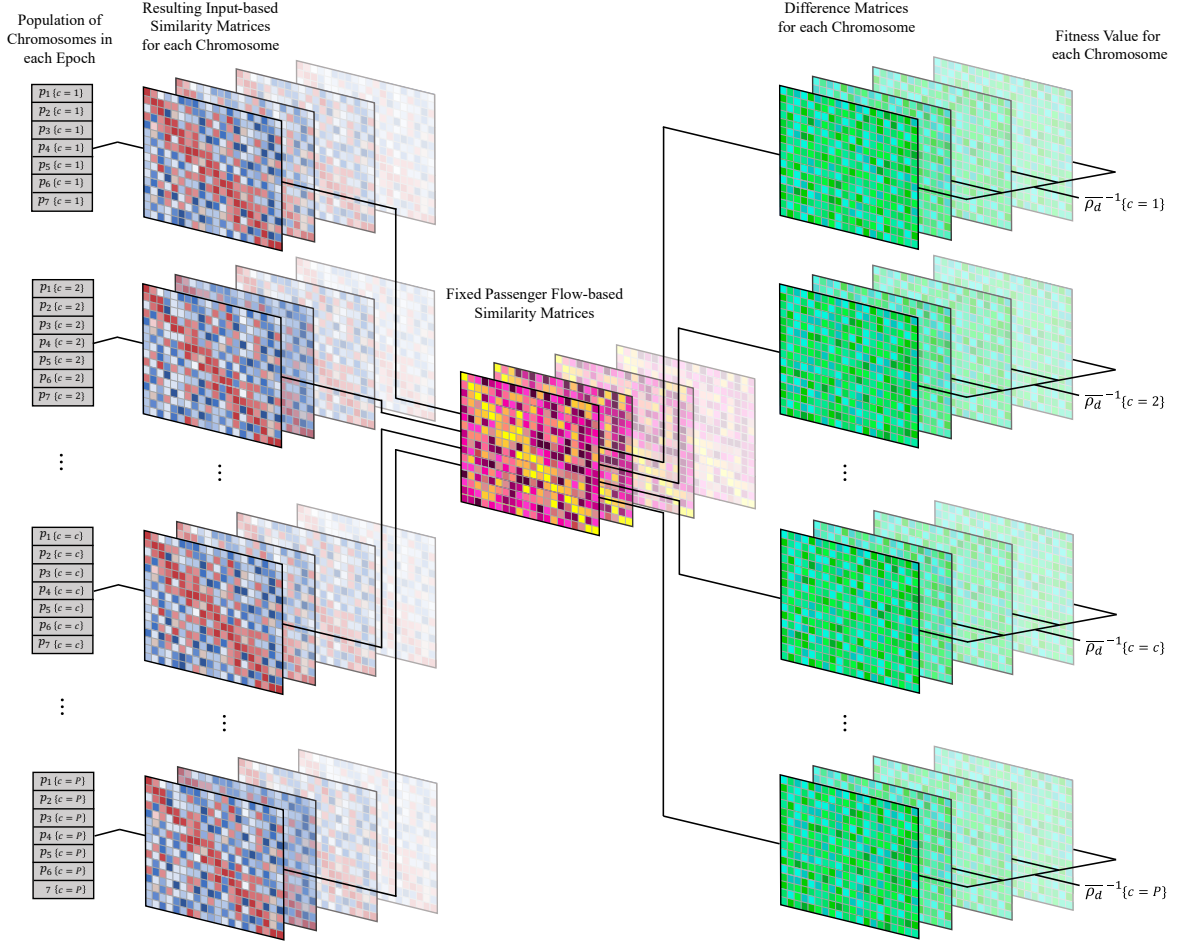 Population of
Chromosomes in
each Epoch
Resulting Input-based
Similarity Matrices
for each Chromosome
Difference Matrices
for each Chromosome
Fitness Value for
each Chromosome
p₁ {c = 1}
p₂ {c = 1}
p₃ {c = 1}
p₄ {c = 1}
p₅ {c = 1}
p₆ {c = 1}
p₇ {c = 1}
ρ̅d̅⁻¹{c = 1}
p₁ {c = 2}
p₂ {c = 2}
p₃ {c = 2}
p₄ {c = 2}
p₅ {c = 2}
p₆ {c = 2}
p₇ {c = 2}
Fixed Passenger Flow-based
Similarity Matrices
ρ̅d̅⁻¹{c = 2}
⋮
⋮
⋮
p₁ {c = c}
p₂ {c = c}
p₃ {c = c}
p₄ {c = c}
p₅ {c = c}
p₆ {c = c}
p₇ {c = c}
ρ̅d̅⁻¹{c = c}
⋮
⋮
⋮
p₁ {c = P}
p₂ {c = P}
p₃ {c = P}
p₄ {c = P}
p₅ {c = P}
p₆ {c = P}
7 {c = P}
ρ̅d̅⁻¹{c = P}